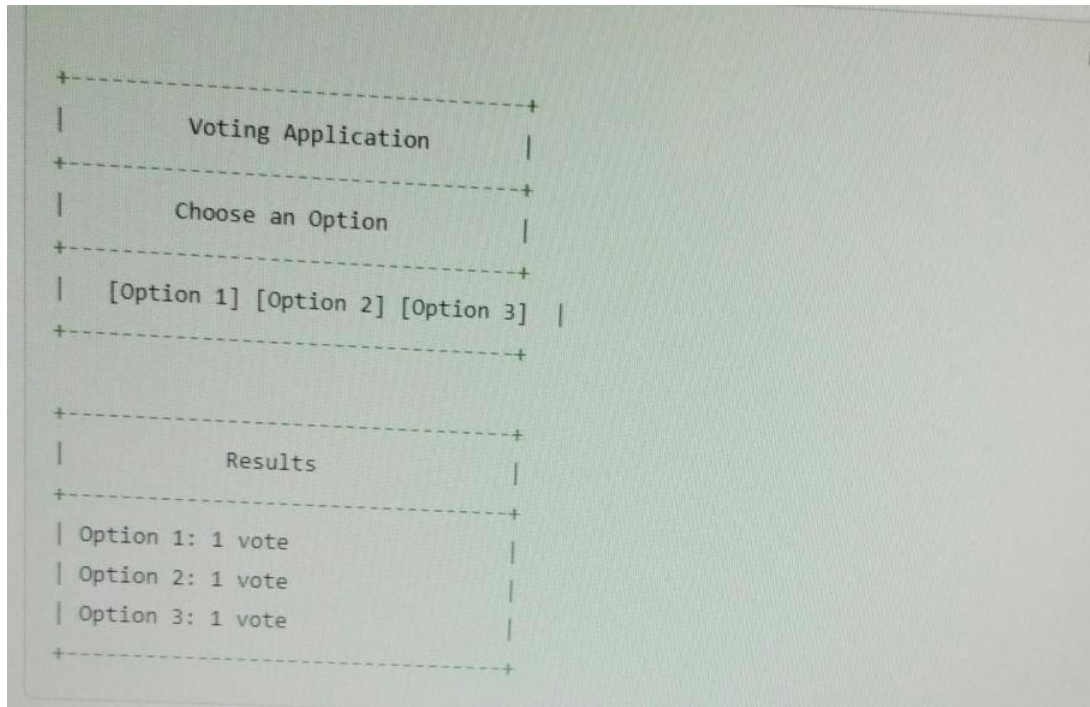 +----------------------------------+
|         Voting Application       |
+----------------------------------+
|        Choose an Option          |
+----------------------------------+
|   [Option 1] [Option 2] [Option 3]  |
+----------------------------------+
+----------------------------------+
|            Results               |
+----------------------------------+
| Option 1: 1 vote                 |
| Option 2: 1 vote                 |
| Option 3: 1 vote                 |
+----------------------------------+